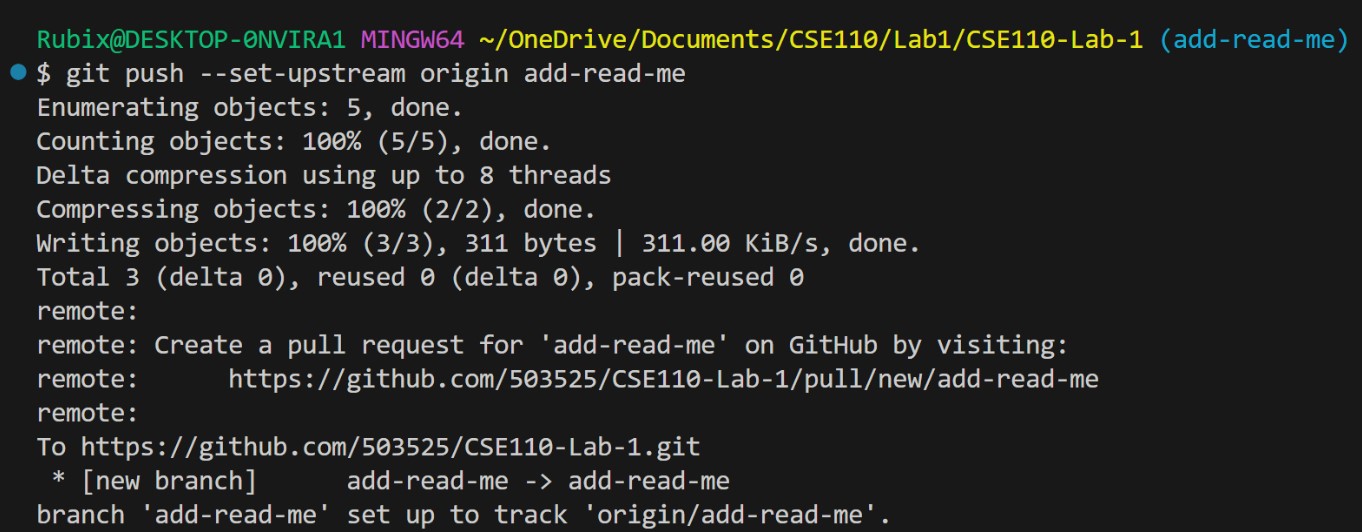 Rubix@DESKTOP-0NVIRA1 MINGW64 ~/OneDrive/Documents/CSE110/Lab1/CSE110-Lab-1 (add-read-me)
$ git push --set-upstream origin add-read-me
Enumerating objects: 5, done.
Counting objects: 100% (5/5), done.
Delta compression using up to 8 threads
Compressing objects: 100% (2/2), done.
Writing objects: 100% (3/3), 311 bytes | 311.00 KiB/s, done.
Total 3 (delta 0), reused 0 (delta 0), pack-reused 0
remote:
remote: Create a pull request for 'add-read-me' on GitHub by visiting:
remote:      https://github.com/503525/CSE110-Lab-1/pull/new/add-read-me
remote:
To https://github.com/503525/CSE110-Lab-1.git
 * [new branch]      add-read-me -> add-read-me
branch 'add-read-me' set up to track 'origin/add-read-me'.